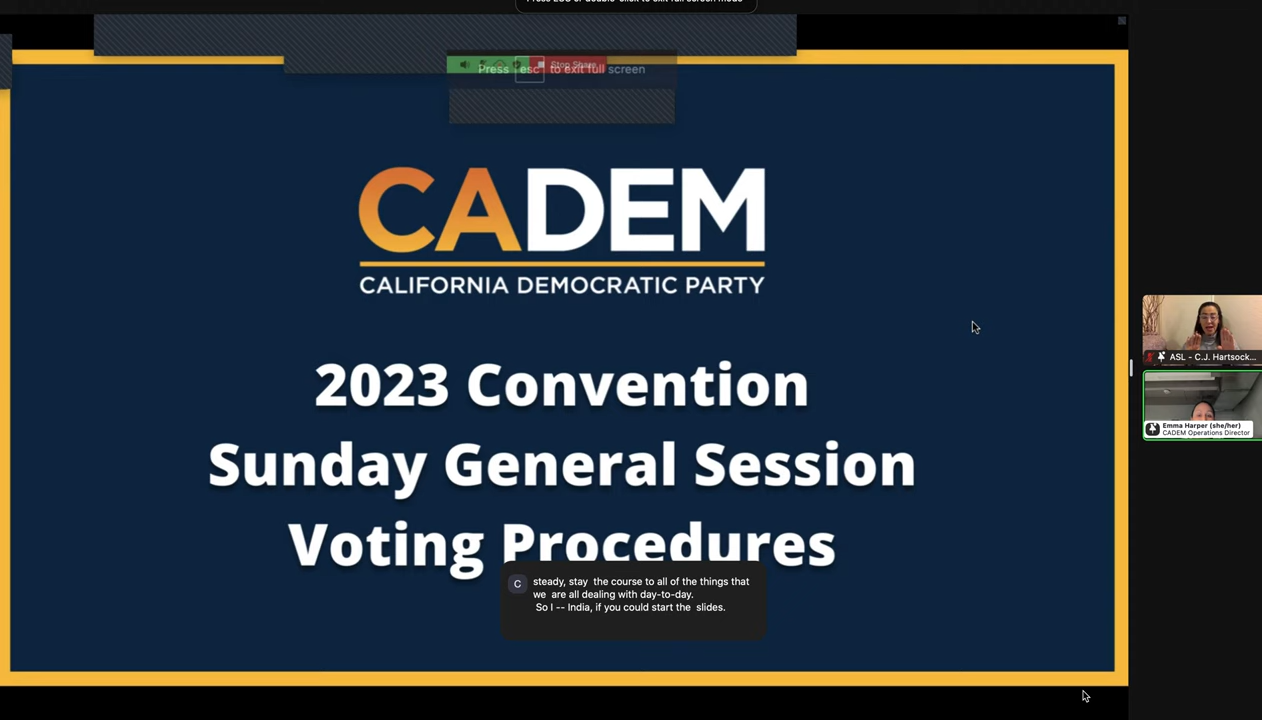 Press esc to exit full screen
Stop Share
CADEM
CALIFORNIA DEMOCRATIC PARTY
2023 Convention
Sunday General Session
Voting Procedures
C
steady, stay the course to all of the things that
we are all dealing with day-to-day.
So I -- India, if you could start the slides.
ASL - C.J. Hartsock...
Emma Harper (she/her)
CADEM Operations Director